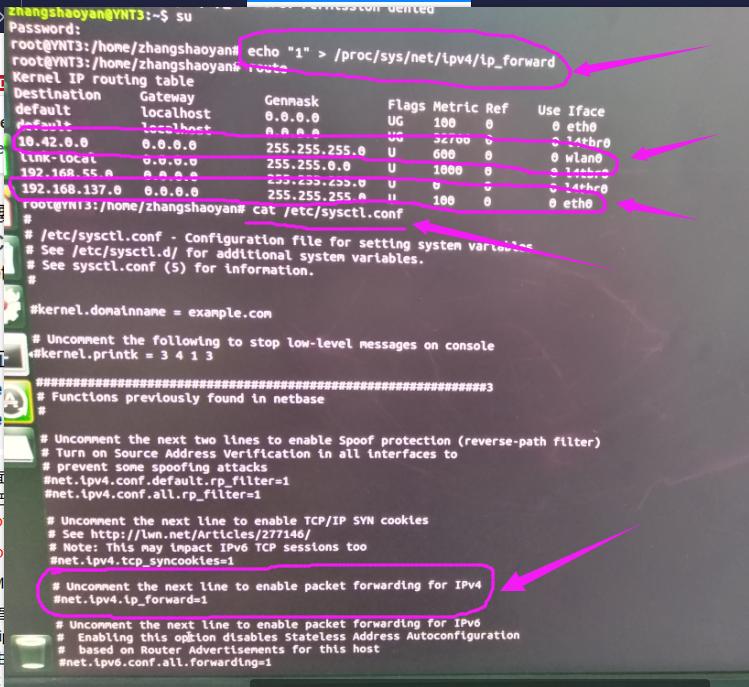 Permission denied
zhangshaoyan@YNT3:~$ su
Password:
root@YNT3:/home/zhangshaoyan# echo "1" > /proc/sys/net/ipv4/ip_forward
root@YNT3:/home/zhangshaoyan# route
Kernel IP routing table
Destination Gateway Genmask Flags Metric Ref Use Iface
default localhost 0.0.0.0 UG 100 0 0 eth0
default localhost 0.0.0.0 UG 32766 0 0 l4tbr0
10.42.0.0 0.0.0.0 255.255.255.0 U 600 0 0 wlan0
link-local 0.0.0.0 255.255.0.0 U 1000 0 0 l4tbr0
192.168.55.0 0.0.0.0 255.255.255.0 U 0 0 0 l4tbr0
192.168.137.0 0.0.0.0 255.255.255.0 U 100 0 0 eth0
root@YNT3:/home/zhangshaoyan# cat /etc/sysctl.conf
#
# /etc/sysctl.conf - Configuration file for setting system variables
# See /etc/sysctl.d/ for additional system variables.
# See sysctl.conf (5) for information.
#
#kernel.domainname = example.com
# Uncomment the following to stop low-level messages on console
#kernel.printk = 3 4 1 3
##############################################################3
# Functions previously found in netbase
#
# Uncomment the next two lines to enable Spoof protection (reverse-path filter)
# Turn on Source Address Verification in all interfaces to
# prevent some spoofing attacks
#net.ipv4.conf.default.rp_filter=1
#net.ipv4.conf.all.rp_filter=1
# Uncomment the next line to enable TCP/IP SYN cookies
# See http://lwn.net/Articles/277146/
# Note: This may impact IPv6 TCP sessions too
#net.ipv4.tcp_syncookies=1
# Uncomment the next line to enable packet forwarding for IPv4
#net.ipv4.ip_forward=1
# Uncomment the next line to enable packet forwarding for IPv6
#  Enabling this option disables Stateless Address Autoconfiguration
#  based on Router Advertisements for this host
#net.ipv6.conf.all.forwarding=1